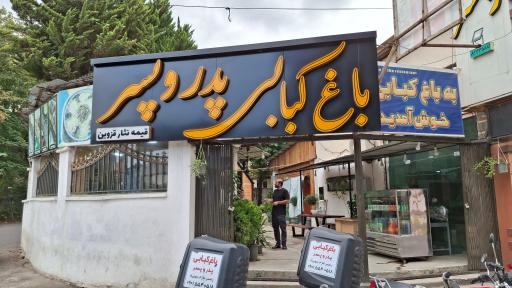 باغ کبابی پدر و پسر
قیمه نثار قزوین
به باغ کبابی
خوش آمدید
باغ کبابی
پدر و پسر
باغ کبابی
پدر و پسر